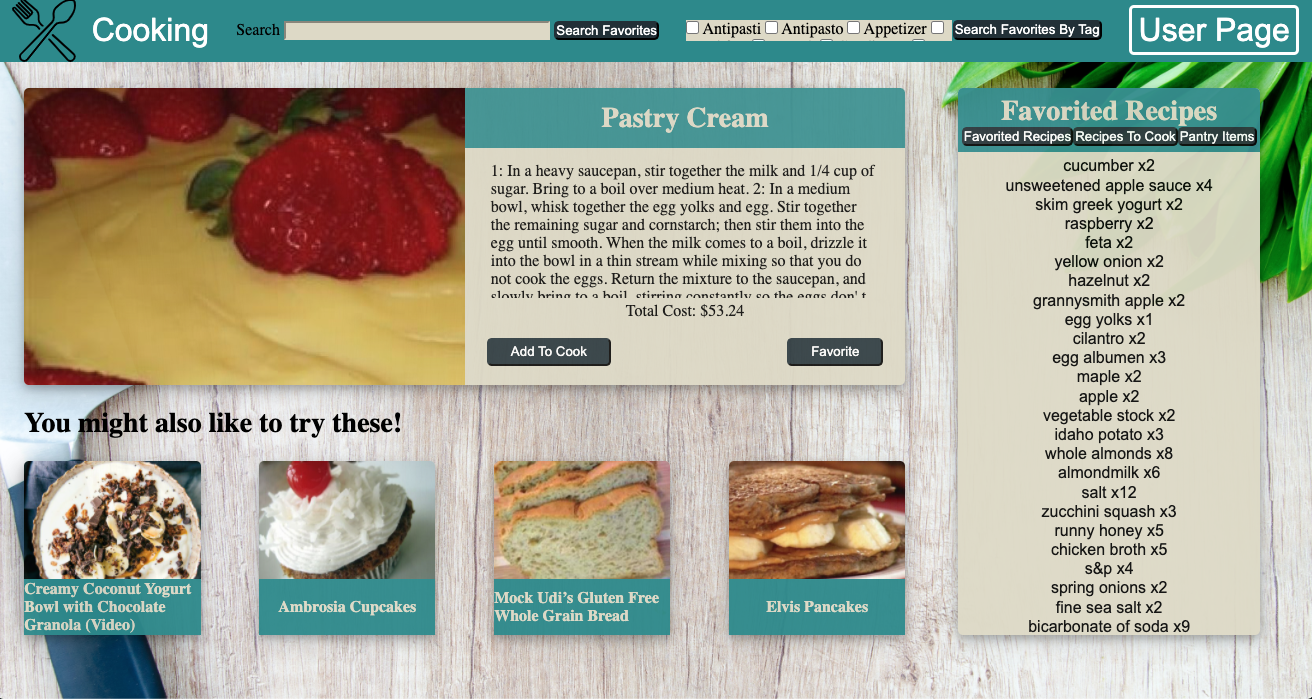 Cooking
Search
Search Favorites
Antipasti Antipasto Appetizer
Search Favorites By Tag
User Page
Pastry Cream
1: In a heavy saucepan, stir together the milk and 1/4 cup of
sugar. Bring to a boil over medium heat. 2: In a medium
bowl, whisk together the egg yolks and egg. Stir together
the remaining sugar and cornstarch; then stir them into the
egg until smooth. When the milk comes to a boil, drizzle it
into the bowl in a thin stream while mixing so that you do
not cook the eggs. Return the mixture to the saucepan, and
slowly bring to a boil, stirring constantly so the eggs don' t
Total Cost: $53.24
Add To Cook
Favorite
You might also like to try these!
Creamy Coconut Yogurt
Bowl with Chocolate
Granola (Video)
Ambrosia Cupcakes
Mock Udi’s Gluten Free
Whole Grain Bread
Elvis Pancakes
Favorited Recipes
Favorited Recipes Recipes To Cook Pantry Items
cucumber x2
unsweetened apple sauce x4
skim greek yogurt x2
raspberry x2
feta x2
yellow onion x2
hazelnut x2
grannysmith apple x2
egg yolks x1
cilantro x2
egg albumen x3
maple x2
apple x2
vegetable stock x2
idaho potato x3
whole almonds x8
almondmilk x6
salt x12
zucchini squash x3
runny honey x5
chicken broth x5
s&p x4
spring onions x2
fine sea salt x2
bicarbonate of soda x9